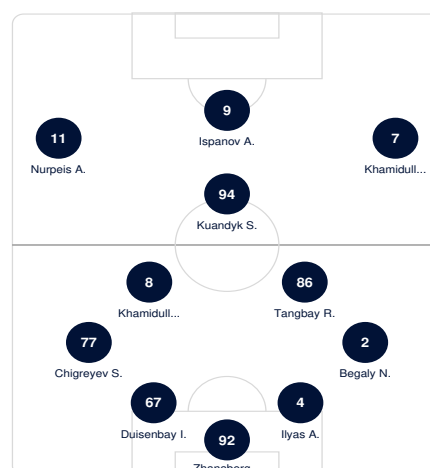 9
Ispanov A.
11
7
Nurpeis A.
Khamidull...
94
Kuandyk S.
8
86
Khamidull...
Tangbay R.
77
2
Chigreyev S.
Begaly N.
67
4
Duisenbay I.
Ilyas A.
92